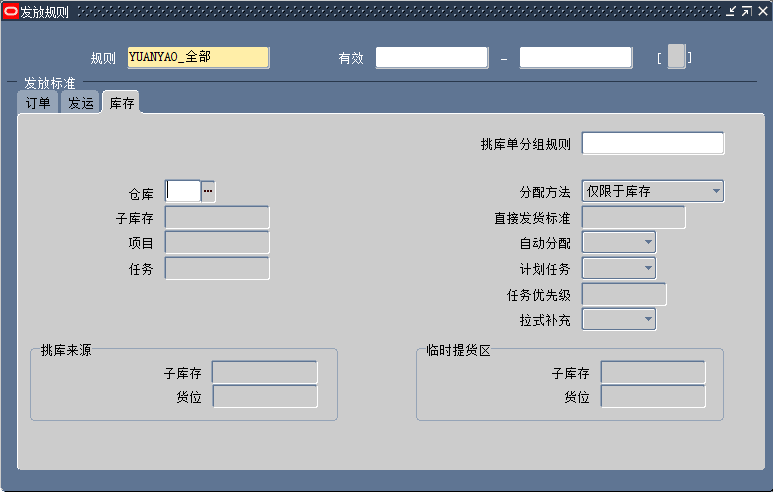 发放规则
规则 YUANYAO_全部 有效 - [ ]
发放标准
订单 发运 库存
挑库单分组规则
仓库 ... 分配方法 仅限于库存
子库存 直接发货标准
项目 自动分配
任务 计划任务
任务优先级
拉式补充
挑库来源 临时提货区
子库存 子库存
货位 货位